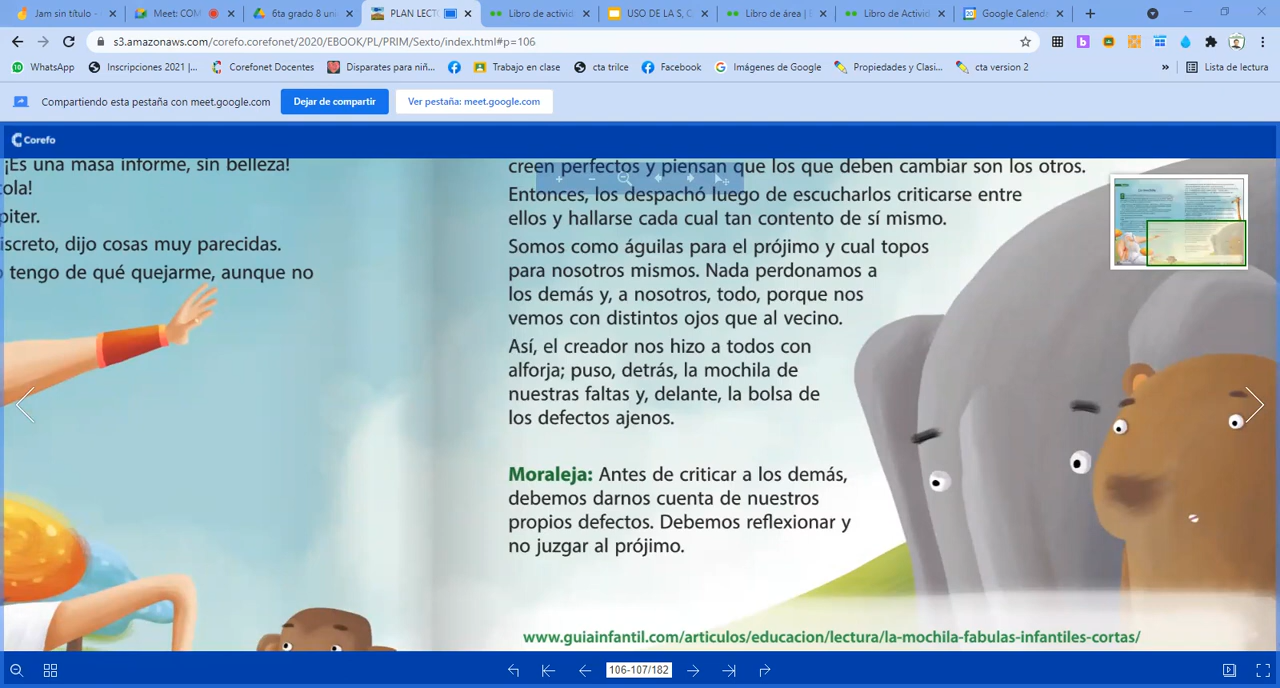 Jam sin título -
Meet: COM
6ta grado 8 uni
PLAN LECT
Libro de activid
USO DE LA S, C
Libro de área | E
Libro de Activid
Google Calenda
s3.amazonaws.com/corefo.corefonet/2020/EBOOK/PL/PRIM/Sexto/index.html#p=106
WhatsApp
Inscripciones 2021 |...
Corefonet Docentes
Disparates para niñ...
Trabajo en clase
cta trilce
Facebook
Imágenes de Google
Propiedades y Clasi...
cta version 2
»
Lista de lectura
Compartiendo esta pestaña con meet.google.com
Dejar de compartir
Ver pestaña: meet.google.com
Corefo
¡Es una masa informe, sin belleza!
cola!
piter.
iscreto, dijo cosas muy parecidas.
o tengo de qué quejarme, aunque no
creen perfectos y piensan que los que deben cambiar son los otros.
Entonces, los despachó luego de escucharlos criticarse entre
ellos y hallarse cada cual tan contento de sí mismo.
Somos como águilas para el prójimo y cual topos
para nosotros mismos. Nada perdonamos a
los demás y, a nosotros, todo, porque nos
vemos con distintos ojos que al vecino.
Así, el creador nos hizo a todos con
alforja; puso, detrás, la mochila de
nuestras faltas y, delante, la bolsa de
los defectos ajenos.
Moraleja: Antes de criticar a los demás,
debemos darnos cuenta de nuestros
propios defectos. Debemos reflexionar y
no juzgar al prójimo.
www.guiainfantil.com/articulos/educacion/lectura/la-mochila-fabulas-infantiles-cortas/
106-107/182